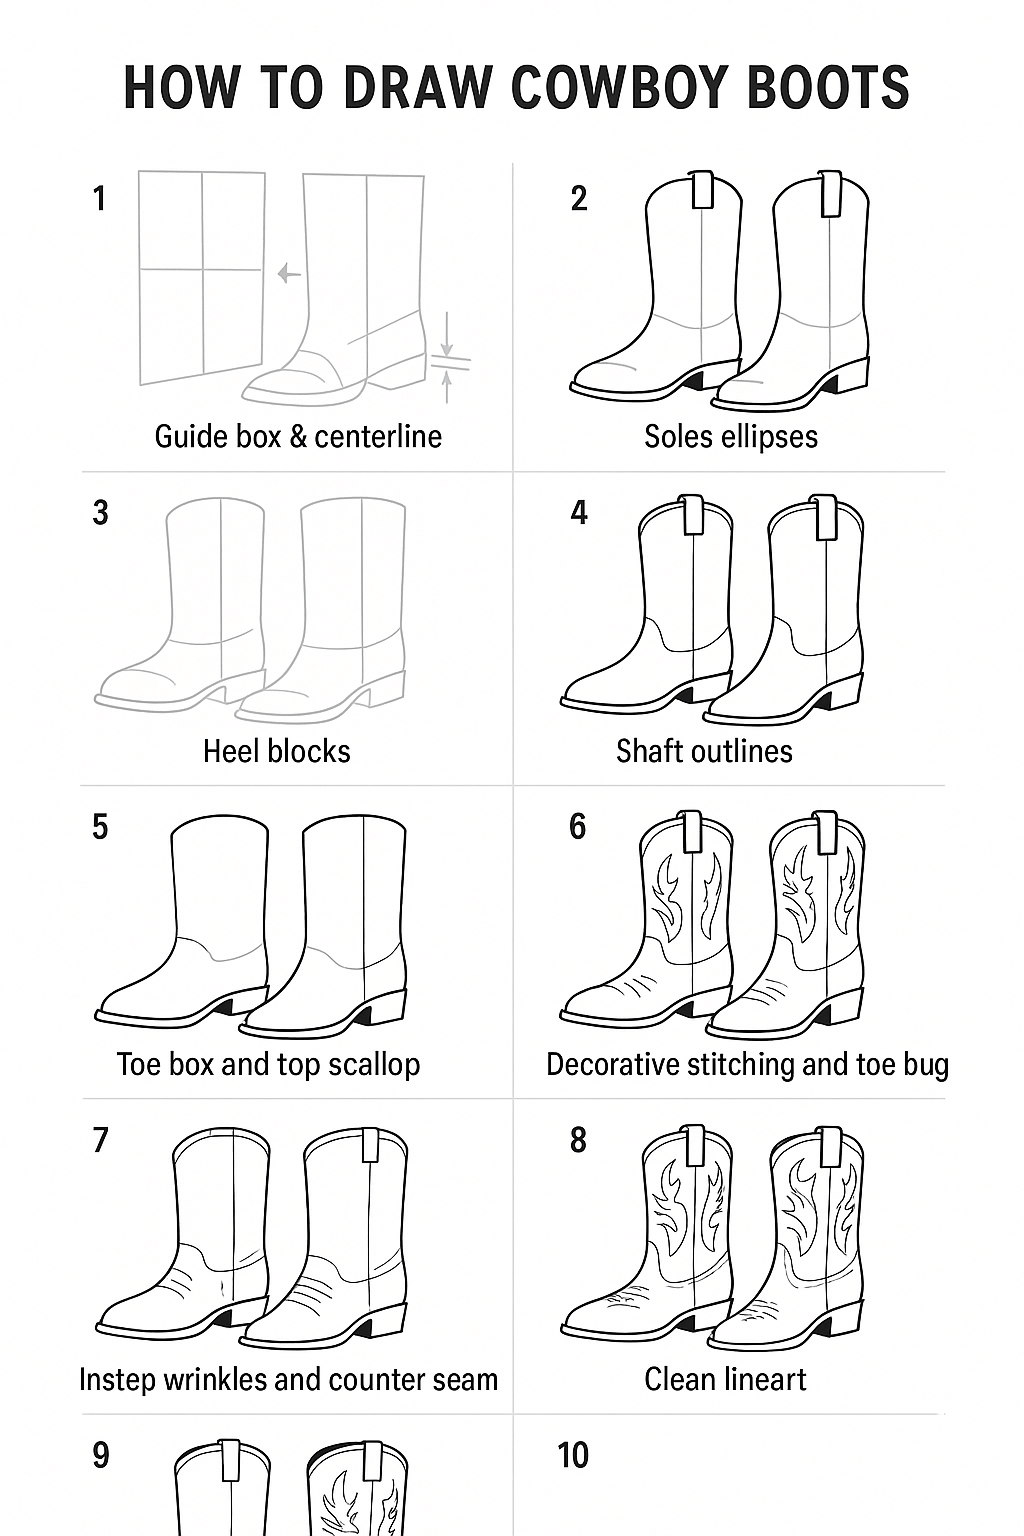 HOW TO DRAW COWBOY BOOTS
1
Guide box & centerline
2
Soles ellipses
3
Heel blocks
4
Shaft outlines
5
Toe box and top scallop
6
Decorative stitching and toe bug
7
Instep wrinkles and counter seam
8
Clean lineart
9
10